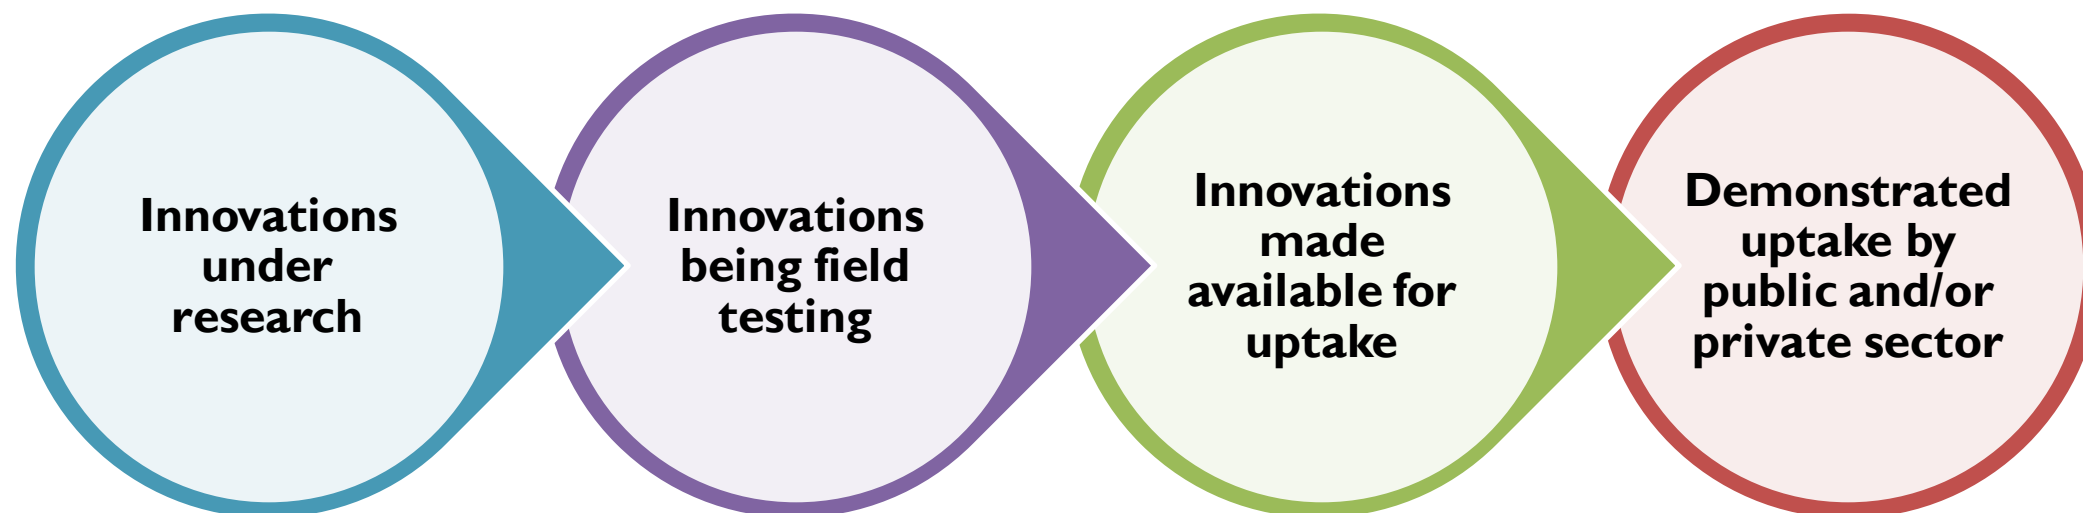 Innovations
under
research
Innovations
being field
testing
Innovations
made
available for
uptake
Demonstrated
uptake by
public and/or
private sector